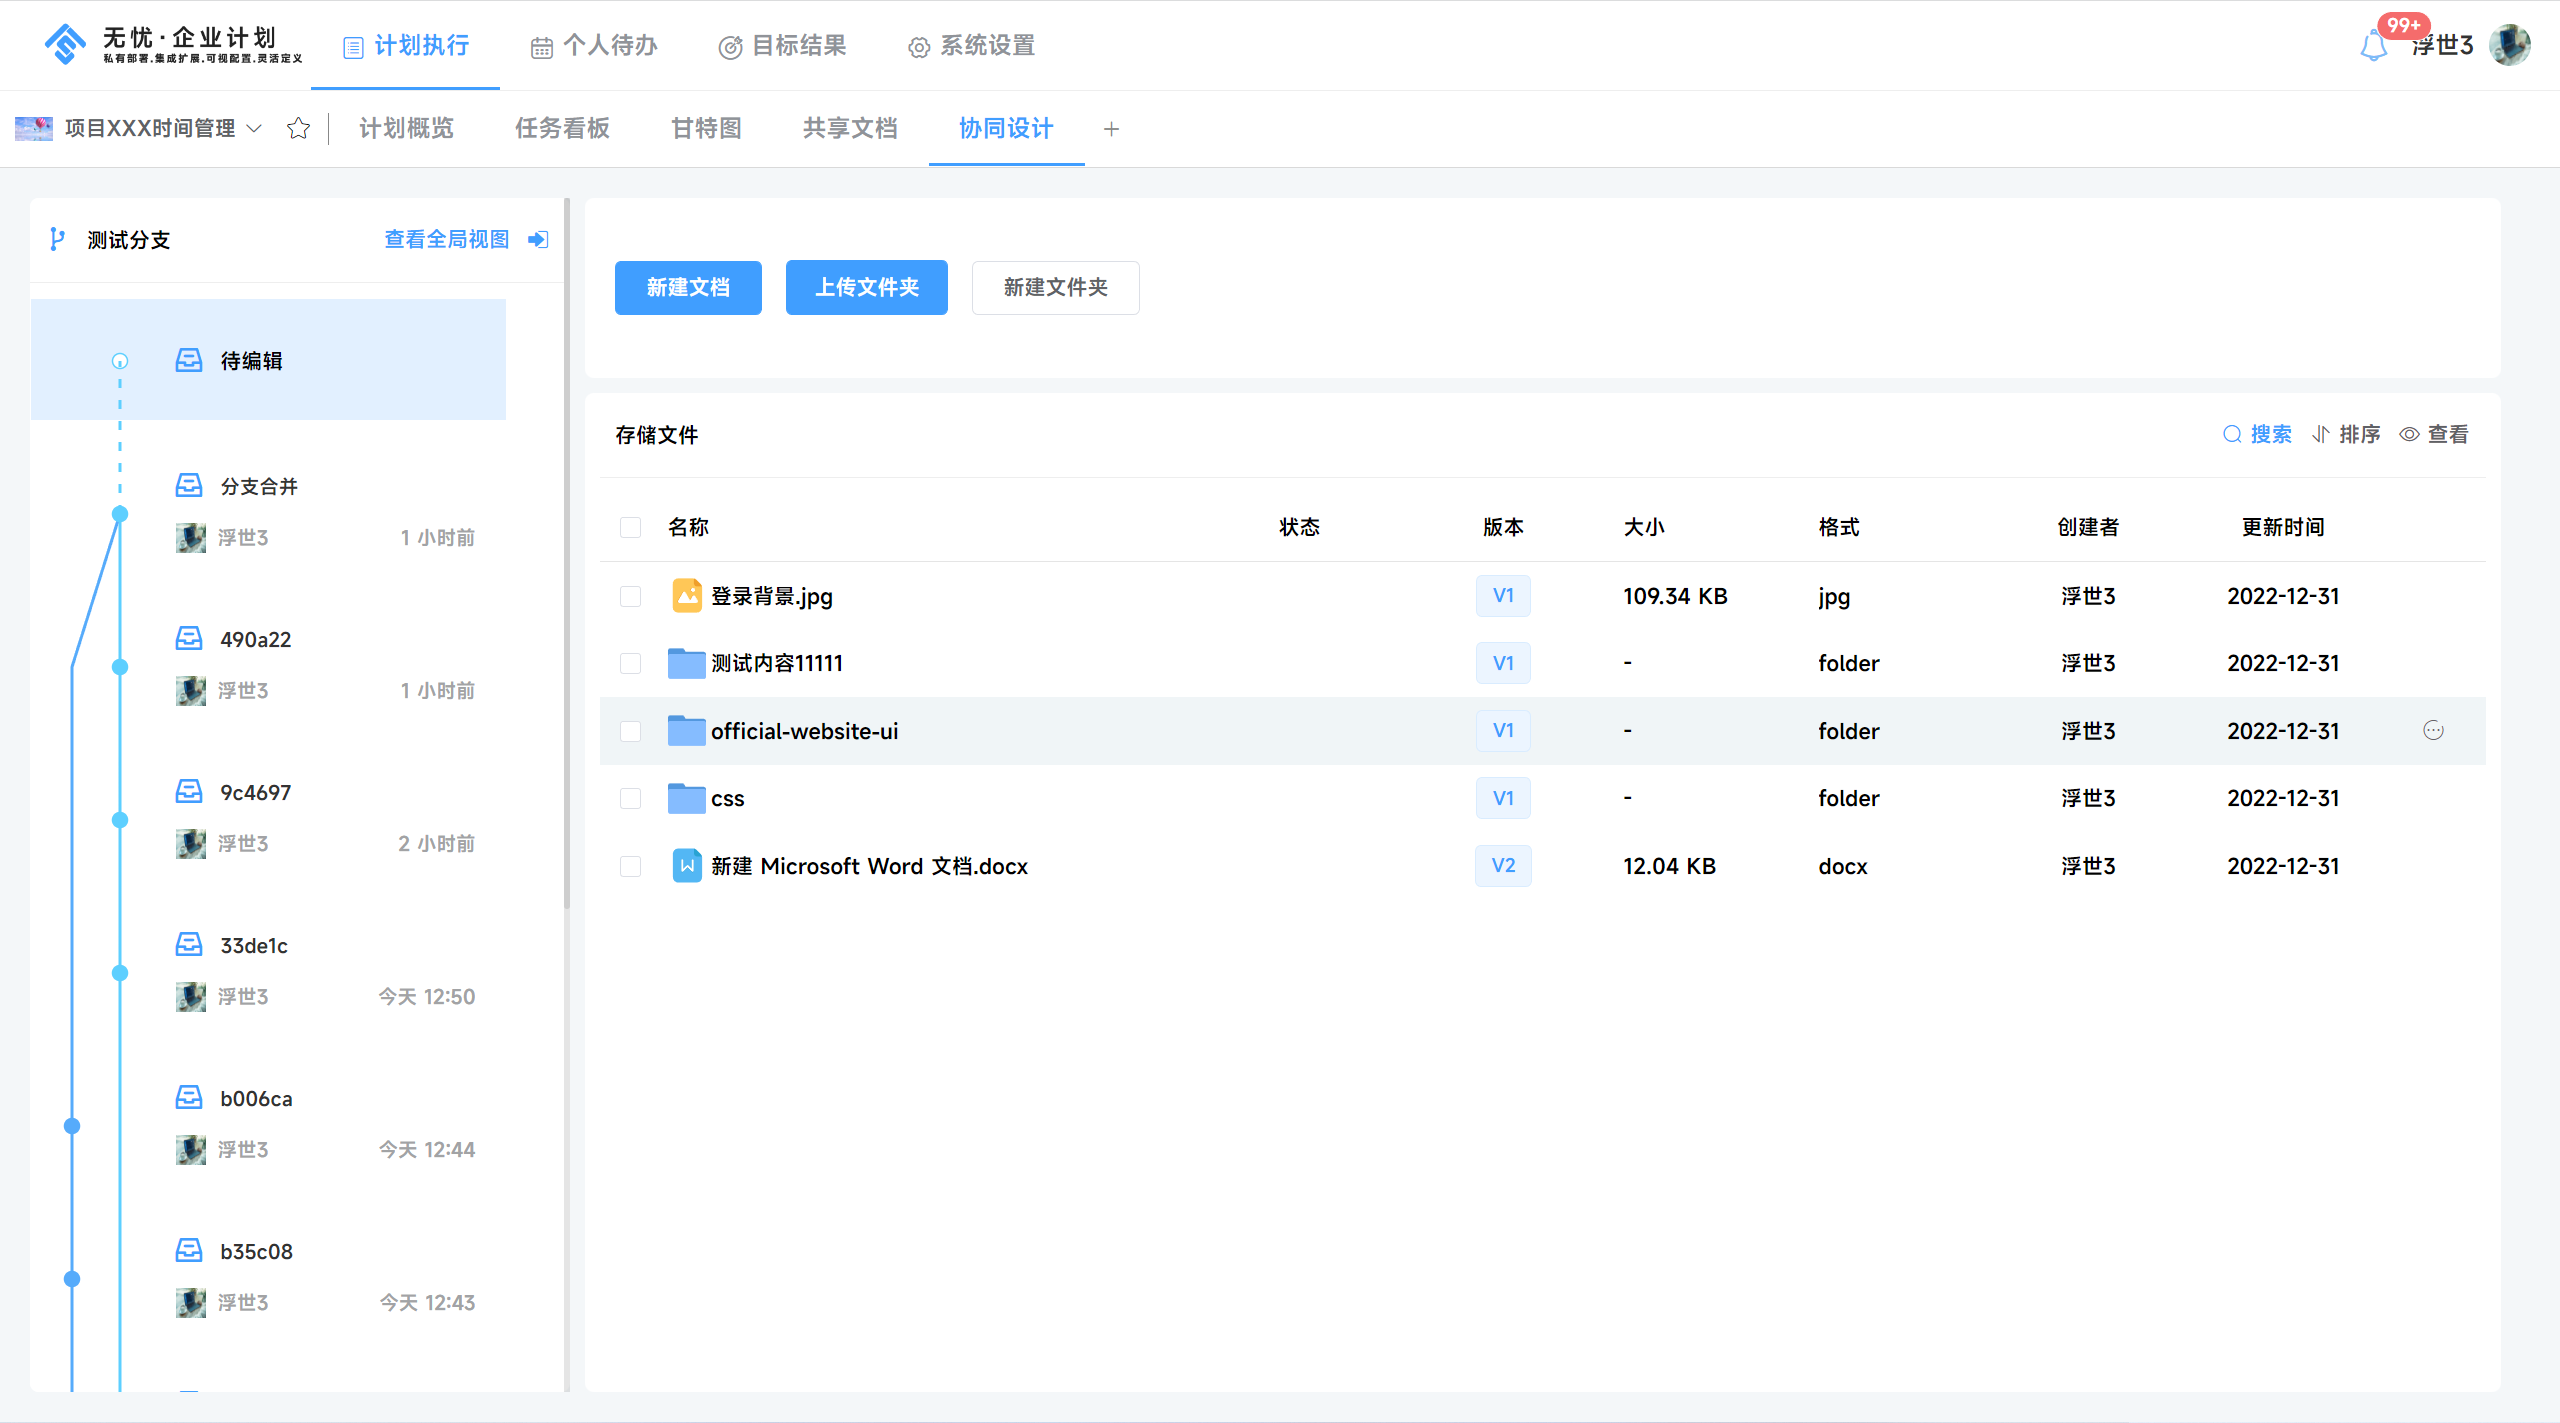 无忧·企业计划
私有部署.集成扩展.可视配置.灵活定义
计划执行
个人待办
目标结果
系统设置
99+
浮世3
项目XXX时间管理
计划概览
任务看板
甘特图
共享文档
协同设计
测试分支
查看全局视图
待编辑
分支合并
浮世3 1 小时前
490a22
浮世3 1 小时前
9c4697
浮世3 2 小时前
33de1c
浮世3 今天 12:50
b006ca
浮世3 今天 12:44
b35c08
浮世3 今天 12:43
新建文档
上传文件夹
新建文件夹
存储文件
搜索 排序 查看
名称 状态 版本 大小 格式 创建者 更新时间
登录背景.jpg V1 109.34 KB jpg 浮世3 2022-12-31
测试内容11111 V1 - folder 浮世3 2022-12-31
official-website-ui V1 - folder 浮世3 2022-12-31
css V1 - folder 浮世3 2022-12-31
新建 Microsoft Word 文档.docx V2 12.04 KB docx 浮世3 2022-12-31